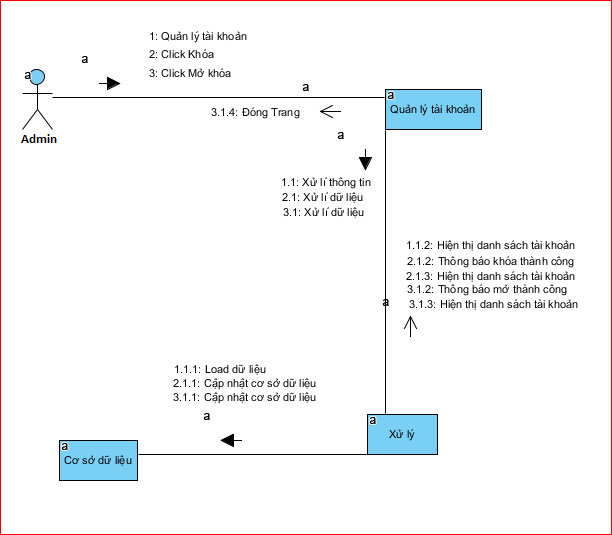 1: Quản lý tài khoản
2: Click Khóa
3: Click Mở khóa
a
a
a
Admin
3.1.4: Đóng Trang
a
Quản lý tài khoản
a
1.1: Xử lí thông tin
2.1: Xử lí dữ liệu
3.1: Xử lí dữ liệu
1.1.2: Hiện thị danh sách tài khoản
2.1.2: Thông báo khóa thành công
2.1.3: Hiện thị danh sách tài khoản
3.1.2: Thông báo mở thành công
3.1.3: Hiện thị danh sách tài khoản
a
1.1.1: Load dữ liệu
2.1.1: Cập nhật cơ sở dữ liệu
3.1.1: Cập nhật cơ sở dữ liệu
a
a
Xử lý
a
Cơ sở dữ liệu